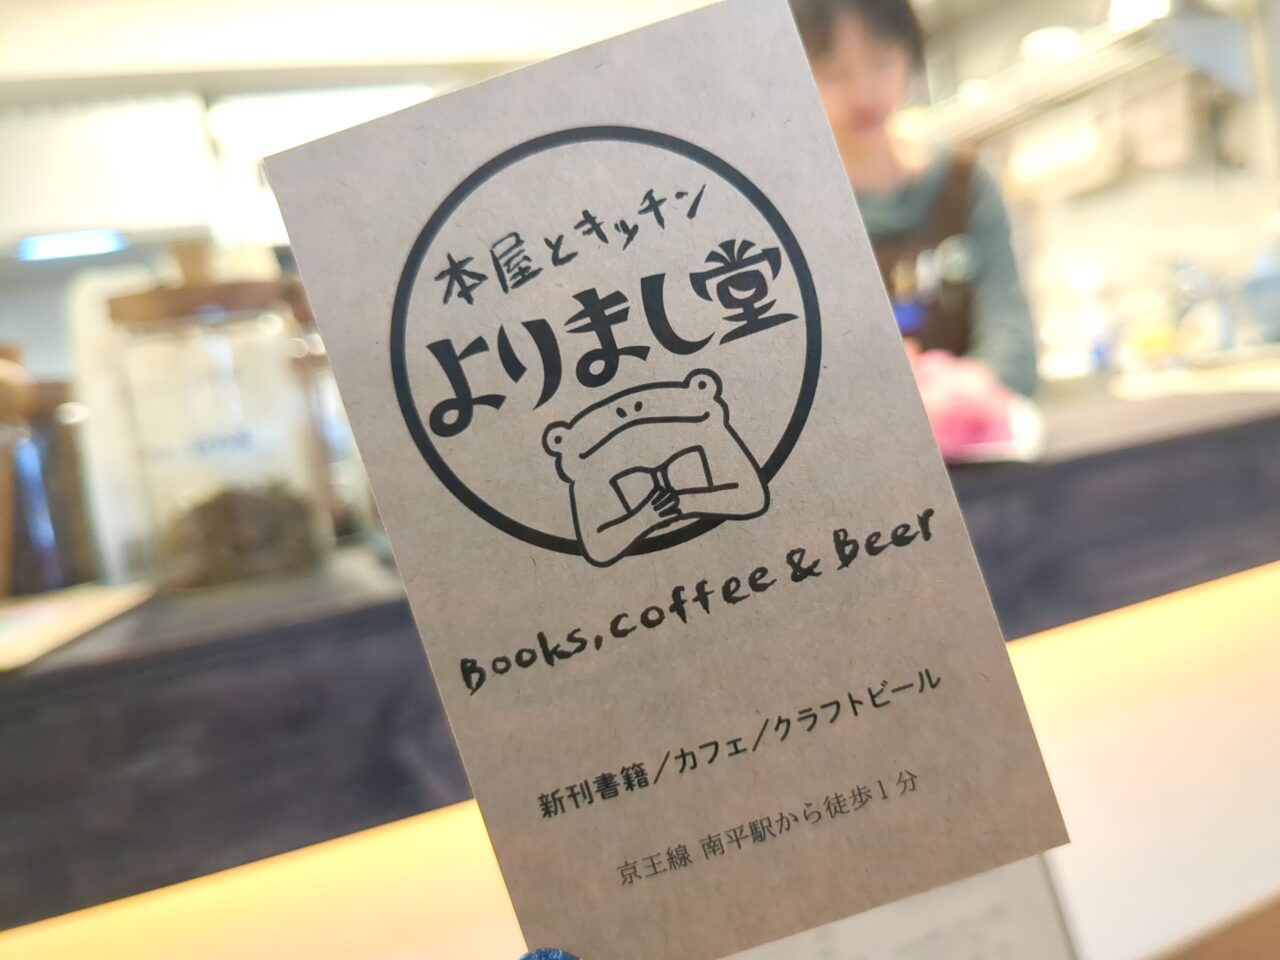 本屋とキッチン
よりまし堂
Books, coffee & Beer
新刊書籍/カフェ/クラフトビール
京王線 南平駅から徒歩1分